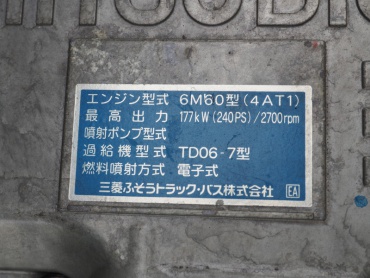 エンジン型式 6M60型(4AT1)
最高出力 177kW(240PS)/2700rpm
噴射ポンプ型式
過給機型式 TD06-7型
燃料噴射方式 電子式
三菱ふそうトラック・バス株式会社 EA